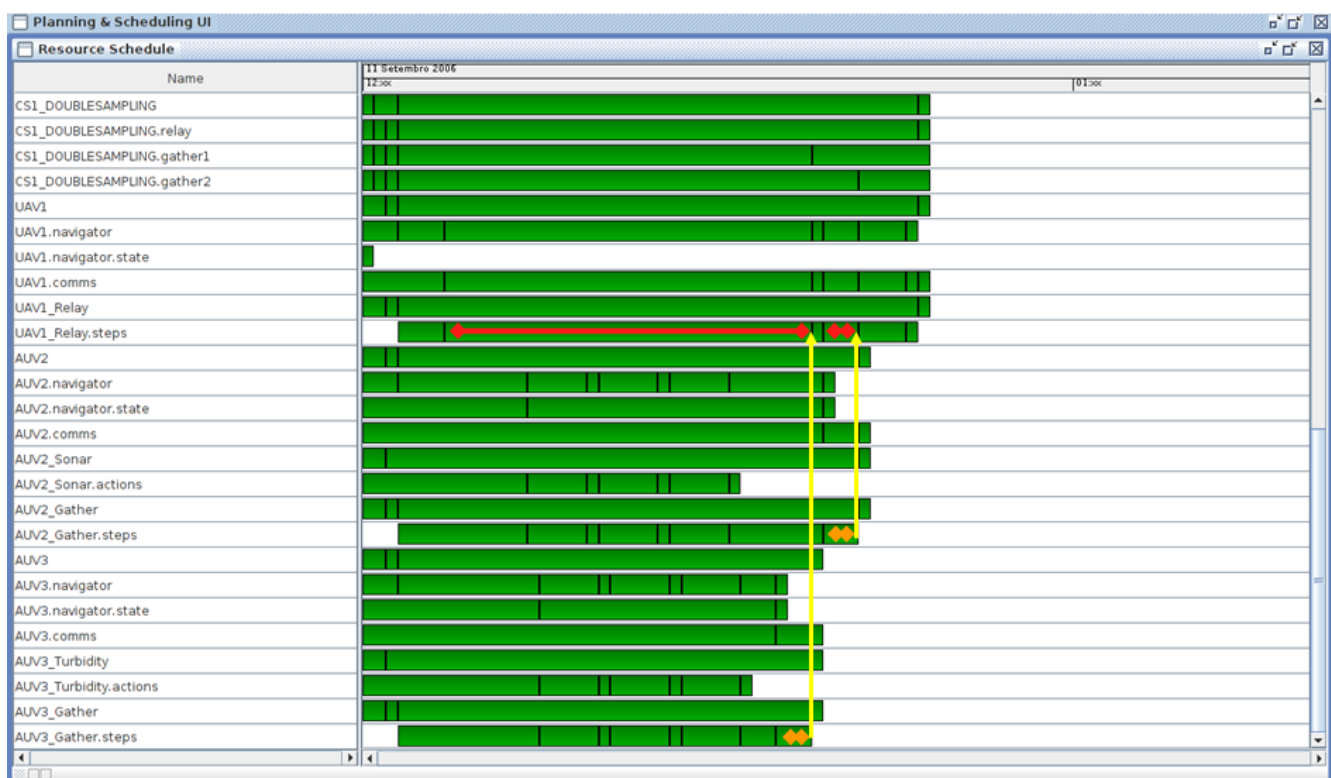 Planning & Scheduling UI
Resource Schedule
Name
11 Setembro 2006
12:xx
01:xx
CS1_DOUBLESAMPLING
CS1_DOUBLESAMPLING.relay
CS1_DOUBLESAMPLING.gather1
CS1_DOUBLESAMPLING.gather2
UAV1
UAV1.navigator
UAV1.navigator.state
UAV1.comms
UAV1_Relay
UAV1_Relay.steps
AUV2
AUV2.navigator
AUV2.navigator.state
AUV2.comms
AUV2_Sonar
AUV2_Sonar.actions
AUV2_Gather
AUV2_Gather.steps
AUV3
AUV3.navigator
AUV3.navigator.state
AUV3.comms
AUV3_Turbidity
AUV3_Turbidity.actions
AUV3_Gather
AUV3_Gather.steps